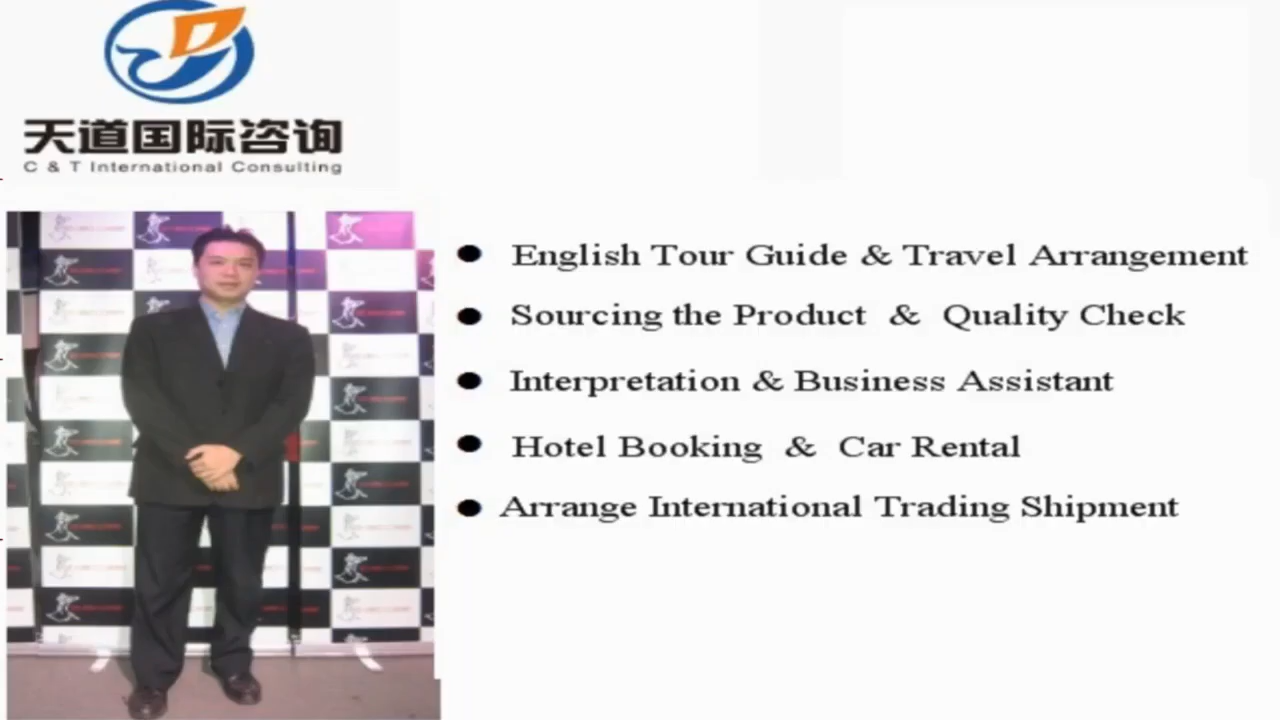 天道国际咨询
C & T International Consulting
English Tour Guide & Travel Arrangement
Sourcing the Product & Quality Check
Interpretation & Business Assistant
Hotel Booking & Car Rental
Arrange International Trading Shipment